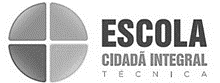 ESCOLA
CIDADÃ INTEGRAL
TÉCNICA